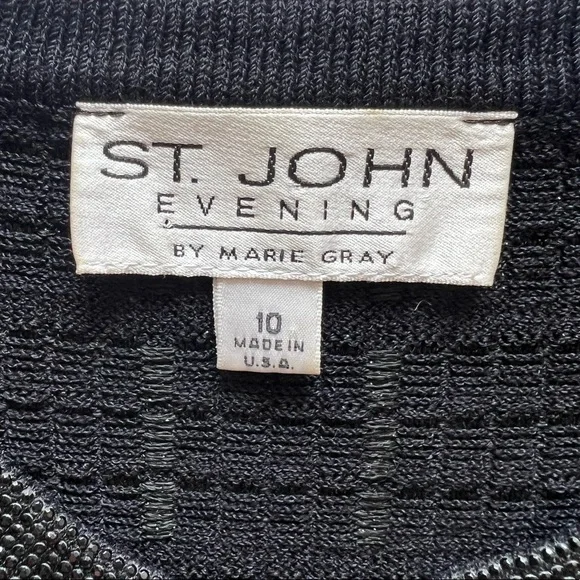 ST. JOHN
EVENING
BY MARIE GRAY
10
MADE IN
U.S.A.